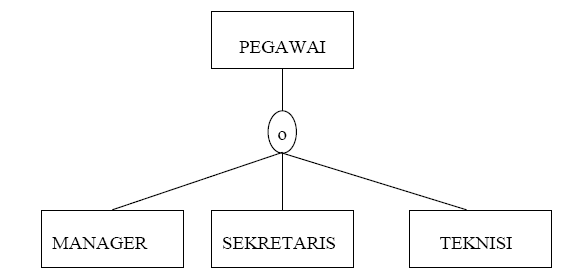 PEGAWAI
o
MANAGER
SEKRETARIS
TEKNISI